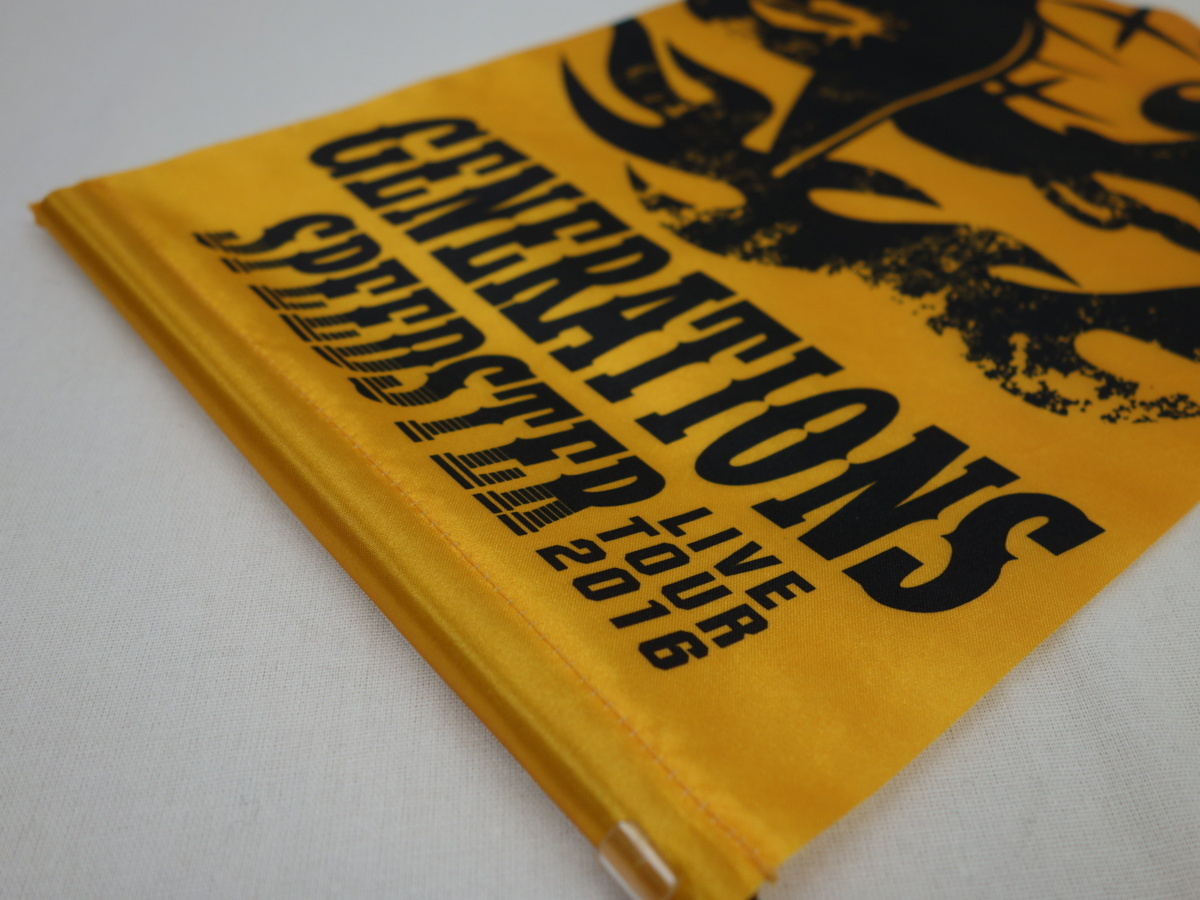 GENERATIONS
SPEEDSTER
LIVE
TOUR
2016